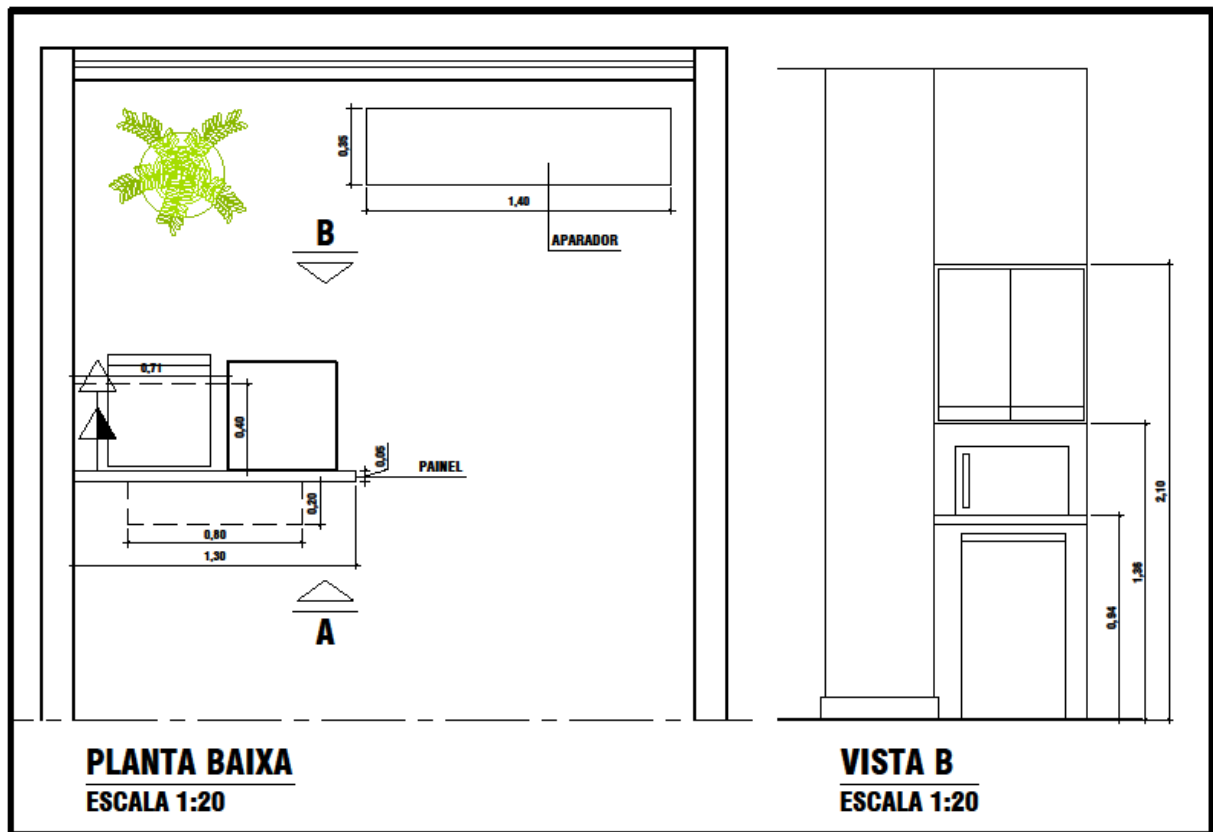 0,35
1,40
B
APARADOR
0,71
0,40
0,05
PAINEL
0,20
0,80
1,30
A
2,10
1,36
0,94
PLANTA BAIXA
ESCALA 1:20
VISTA B
ESCALA 1:20